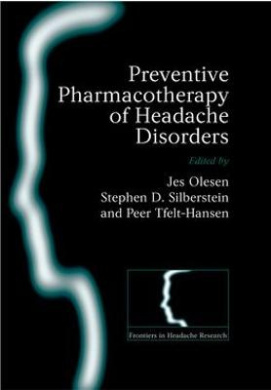 Preventive
Pharmacotherapy
of Headache
Disorders
Edited by
Jes Olesen
Stephen D. Silberstein
and Peer Tfelt-Hansen
Frontiers in Headache Research